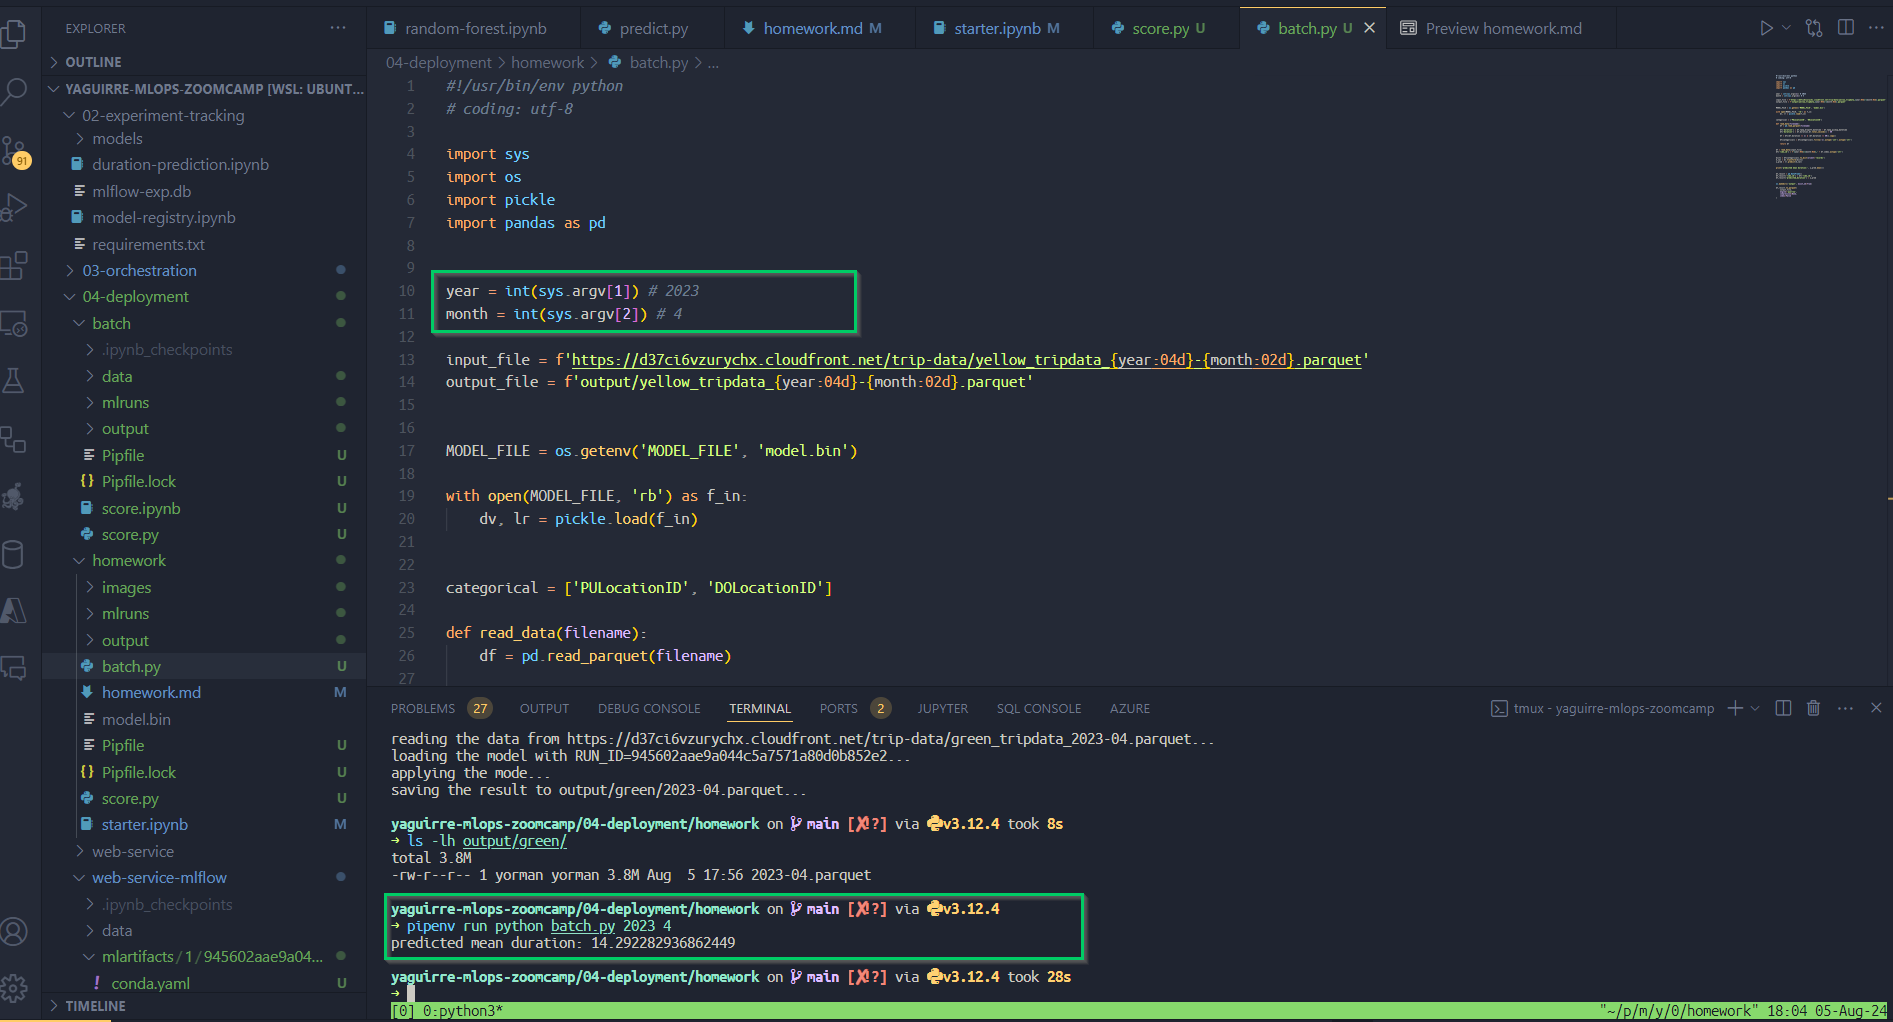 EXPLORER
OUTLINE
YAGUIRRE-MLOPS-ZOOMCAMP [WSL: UBUNT...
02-experiment-tracking
models
duration-prediction.ipynb
mlflow-exp.db
model-registry.ipynb
requirements.txt
03-orchestration
04-deployment
batch
.ipynb_checkpoints
data
mlruns
output
Pipfile U
Pipfile.lock U
score.ipynb U
score.py U
homework
images
mlruns
output
batch.py U
homework.md M
model.bin
Pipfile U
Pipfile.lock U
score.py U
starter.ipynb M
web-service
web-service-mlflow
.ipynb_checkpoints
data
mlartifacts/1/945602aae9a04...
! conda.yaml U
TIMELINE
91
random-forest.ipynb predict.py homework.md M starter.ipynb M score.py U batch.py U Preview homework.md
04-deployment > homework > batch.py > ...
1 #!/usr/bin/env python
2 # coding: utf-8
3
4 import sys
5 import os
6 import pickle
7 import pandas as pd
8
9
10 year = int(sys.argv[1]) # 2023
11 month = int(sys.argv[2]) # 4
12
13 input_file = f'https://d37ci6vzurychx.cloudfront.net/trip-data/yellow_tripdata_{year:04d}-{month:02d}.parquet'
14 output_file = f'output/yellow_tripdata_{year:04d}-{month:02d}.parquet'
15
16
17 MODEL_FILE = os.getenv('MODEL_FILE', 'model.bin')
18
19 with open(MODEL_FILE, 'rb') as f_in:
20 dv, lr = pickle.load(f_in)
21
22
23 categorical = ['PULocationID', 'DOLocationID']
24
25 def read_data(filename):
26 df = pd.read_parquet(filename)
27
PROBLEMS 27 OUTPUT DEBUG CONSOLE TERMINAL PORTS 2 JUPYTER SQL CONSOLE AZURE
tmux - yaguirre-mlops-zoomcamp
reading the data from https://d37ci6vzurychx.cloudfront.net/trip-data/green_tripdata_2023-04.parquet...
loading the model with RUN_ID=945602aae9a044c5a7571a80d0b852e2...
applying the mode...
saving the result to output/green/2023-04.parquet...
yaguirre-mlops-zoomcamp/04-deployment/homework on main [✘!?] via v3.12.4 took 8s
→ ls -lh output/green/
total 3.8M
-rw-r--r-- 1 yorman yorman 3.8M Aug 5 17:56 2023-04.parquet
yaguirre-mlops-zoomcamp/04-deployment/homework on main [✘!?] via v3.12.4
→ pipenv run python batch.py 2023 4
predicted mean duration: 14.292282936862449
yaguirre-mlops-zoomcamp/04-deployment/homework on main [✘!?] via v3.12.4 took 28s
→
[0] 0:python3* "~/p/m/y/0/homework" 18:04 05-Aug-24